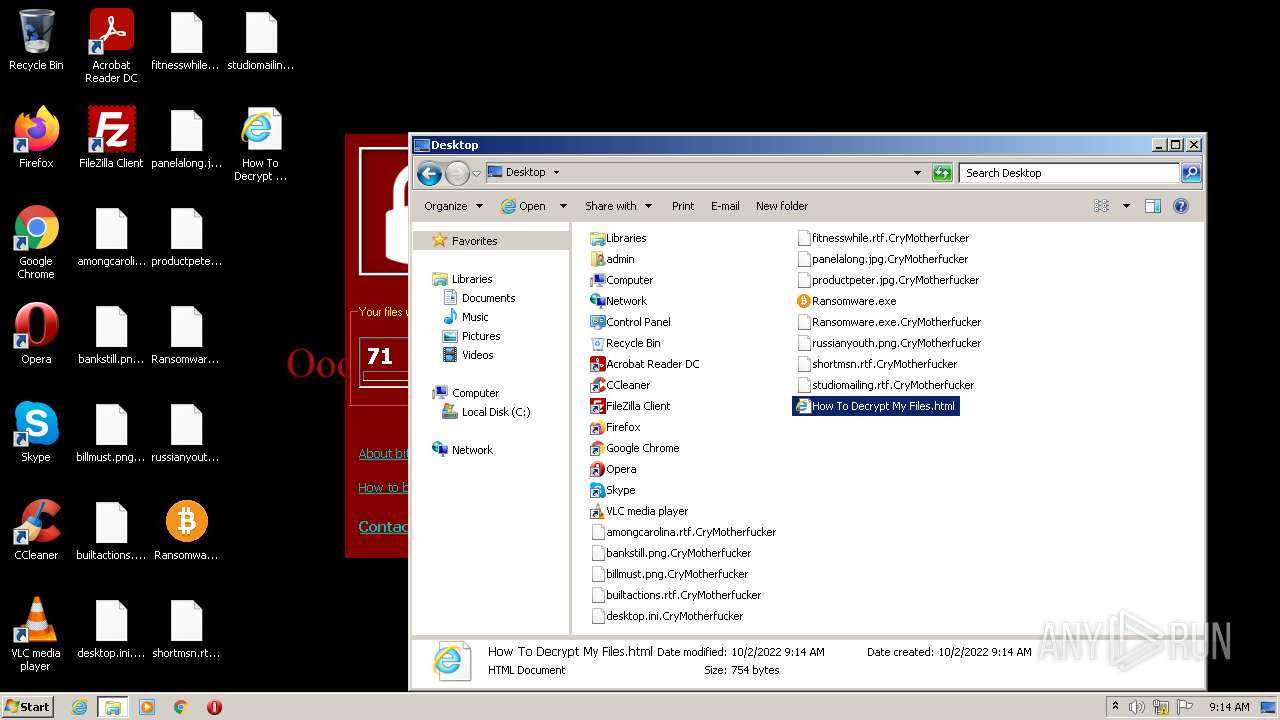 Recycle Bin
Acrobat
Reader DC
fitnesswhile...
studiomailin...
Firefox
FileZilla Client
panelalong.j...
How To
Decrypt ...
Google
Chrome
amongcaroli...
productpete...
Opera
bankstill.pn...
Ransomwar...
Skype
billmust.png...
russianyout...
CCleaner
builtactions....
Ransomwa...
VLC media
player
desktop.ini....
shortmsn.rt...
Ooo
Your files w
71
About bit
How to b
Contac
Desktop
Desktop
Search Desktop
Organize
Open
Share with
Print
E-mail
New folder
Favorites
Libraries
Documents
Music
Pictures
Videos
Computer
Local Disk (C:)
Network
Libraries
admin
Computer
Network
Control Panel
Recycle Bin
Acrobat Reader DC
CCleaner
FileZilla Client
Firefox
Google Chrome
Opera
Skype
VLC media player
amongcarolina.rtf.CryMotherfucker
bankstill.png.CryMotherfucker
billmust.png.CryMotherfucker
builtactions.rtf.CryMotherfucker
desktop.ini.CryMotherfucker
fitnesswhile.rtf.CryMotherfucker
panelalong.jpg.CryMotherfucker
productpeter.jpg.CryMotherfucker
Ransomware.exe
Ransomware.exe.CryMotherfucker
russianyouth.png.CryMotherfucker
shortmsn.rtf.CryMotherfucker
studiomailing.rtf.CryMotherfucker
How To Decrypt My Files.html
How To Decrypt My Files.html Date modified: 10/2/2022 9:14 AM Date created: 10/2/2022 9:14 AM
HTML Document Size: 754 bytes
ANY RUN
Start
9:14 AM